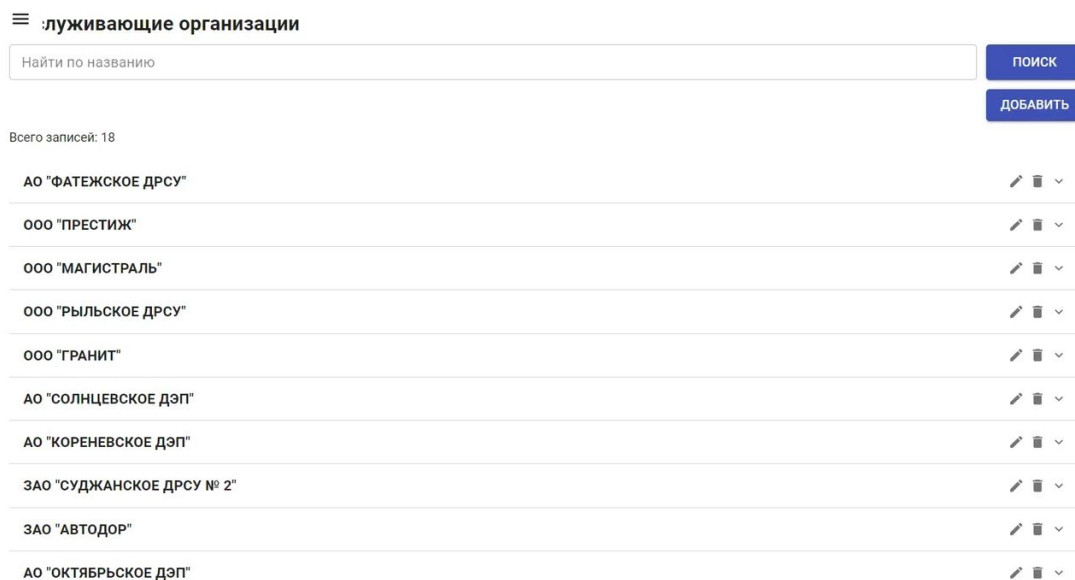 луживающие организации
Найти по названию
ПОИСК
ДОБАВИТЬ
Всего записей: 18
АО "ФАТЕЖСКОЕ ДРСУ"
ООО "ПРЕСТИЖ"
ООО "МАГИСТРАЛЬ"
ООО "РЫЛЬСКОЕ ДРСУ"
ООО "ГРАНИТ"
АО "СОЛНЦЕВСКОЕ ДЭП"
АО "КОРЕНЕВСКОЕ ДЭП"
ЗАО "СУДЖАНСКОЕ ДРСУ № 2"
ЗАО "АВТОДОР"
АО "ОКТЯБРЬСКОЕ ДЭП"